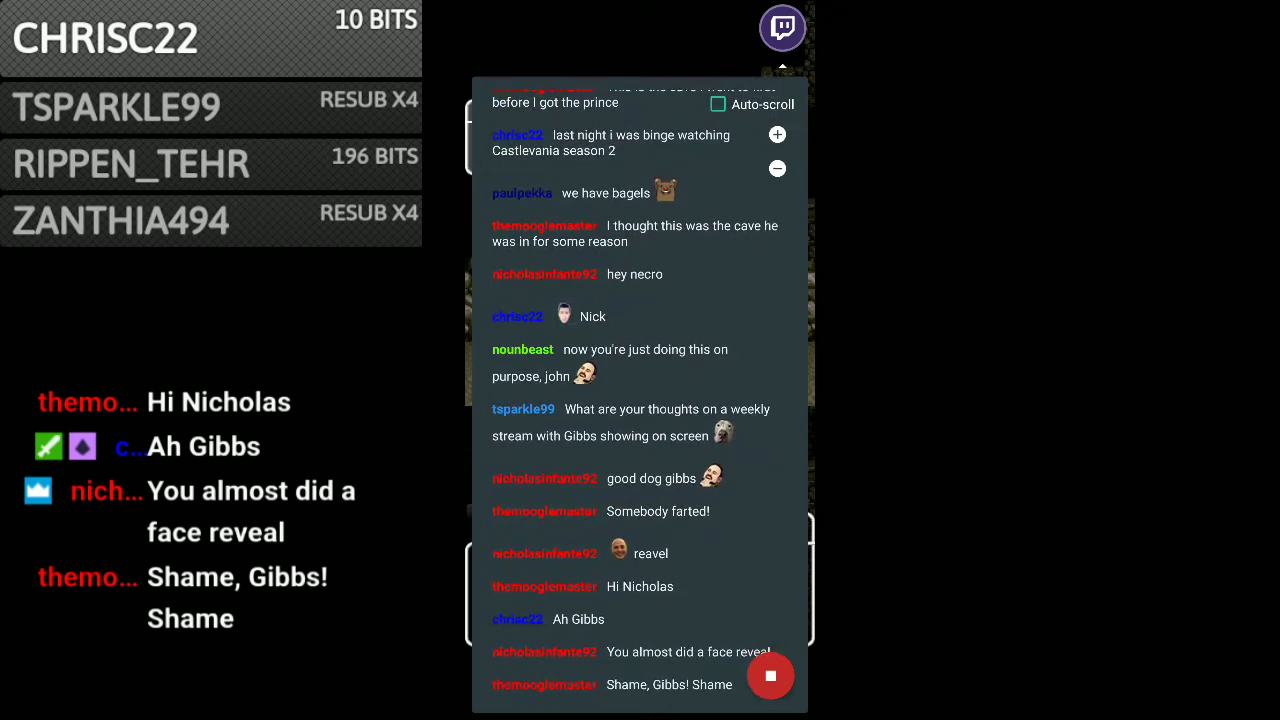 CHRISC22 10 BITS
TSPARKLE99 RESUB X4
RIPPEN_TEHR 196 BITS
ZANTHIA494 RESUB X4
themo... Hi Nicholas
c... Ah Gibbs
nich... You almost did a
face reveal
themo... Shame, Gibbs!
Shame
before I got the prince
Auto-scroll
chrisc22 last night i was binge watching
Castlevania season 2
paulpekka we have bagels
themooglemaster I thought this was the cave he
was in for some reason
nicholasinfante92 hey necro
chrisc22 Nick
nounbeast now you're just doing this on
purpose, john
tsparkle99 What are your thoughts on a weekly
stream with Gibbs showing on screen
nicholasinfante92 good dog gibbs
themooglemaster Somebody farted!
nicholasinfante92 reavel
themooglemaster Hi Nicholas
chrisc22 Ah Gibbs
nicholasinfante92 You almost did a face reveal
themooglemaster Shame, Gibbs! Shame